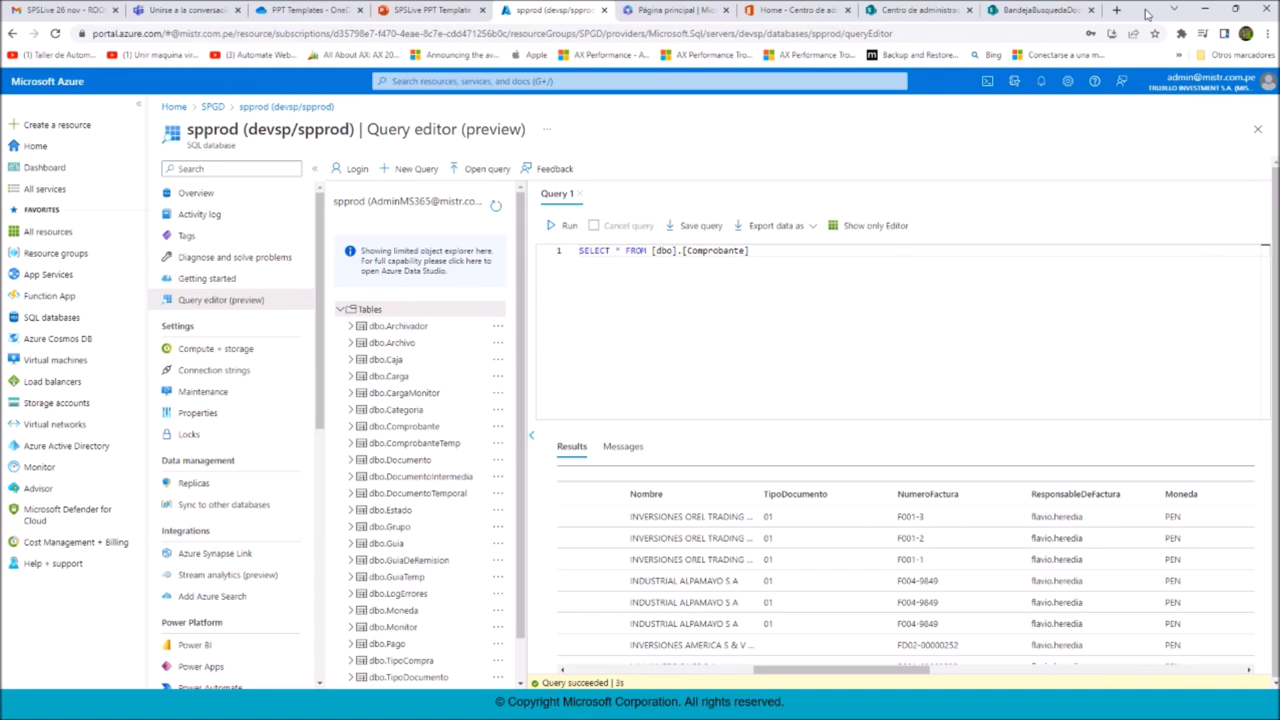 SPSLive 26 nov - ROO
Unirse a la conversaci
PPT Templates - OneD
SPSLive PPT Template
spprod (devsp/spprod)
Página principal | Mic
Home - Centro de adm
Centro de administrac
BandejaBusquedaDoc
portal.azure.com/#@mistr.com.pe/resource/subscriptions/d35798e7-f470-4eae-8c7e-cdd471256b0c/resourceGroups/SPGD/providers/Microsoft.Sql/servers/devsp/databases/spprod/queryEditor
(1) Taller de Automa...
(1) Unir maquina vir...
Zerbitwo Automate Web...
All About AX: AX 20...
Announcing the av...
Apple
AX Performance - A...
AX Performance Tro...
AX Performance Tro...
Backup and Restore...
Conectarse a una m...
»
Otros marcadores
Microsoft Azure
Search resources, services, and docs (G+/)
admin@mistr.com.pe
TRUJILLO INVESTMENT S.A. (MIS...
Create a resource
Home
Dashboard
All services
FAVORITES
All resources
Resource groups
App Services
Function App
SQL databases
Azure Cosmos DB
Virtual machines
Load balancers
Storage accounts
Virtual networks
Azure Active Directory
Monitor
Advisor
Microsoft Defender for
Cloud
Cost Management + Billing
Help + support
Home > SPGD > spprod (devsp/spprod)
spprod (devsp/spprod) | Query editor (preview) ...
SQL database
Search
Overview
Activity log
Tags
Diagnose and solve problems
Getting started
Query editor (preview)
Settings
Compute + storage
Connection strings
Maintenance
Properties
Locks
Data management
Replicas
Sync to other databases
Integrations
Azure Synapse Link
Stream analytics (preview)
Add Azure Search
Power Platform
Power BI
Power Apps
Power Automate
Login
New Query
Open query
Feedback
spprod (AdminMS365@mistr.co...
Showing limited object explorer here.
For full capability please click here to
open Azure Data Studio.
Tables
dbo.Archivador
dbo.Archivo
dbo.Caja
dbo.Carga
dbo.CargaMonitor
dbo.Categoria
dbo.Comprobante
dbo.ComprobanteTemp
dbo.Documento
dbo.DocumentoIntermedia
dbo.DocumentoTemporal
dbo.Estado
dbo.Grupo
dbo.Guia
dbo.GuiaDeRemision
dbo.GuiaTemp
dbo.LogErrores
dbo.Moneda
dbo.Monitor
dbo.Pago
dbo.TipoCompra
dbo.TipoDocumento
Query 1
Run
Cancel query
Save query
Export data as
Show only Editor
1 SELECT * FROM [dbo].[Comprobante]
Results Messages
Nombre TipoDocumento NumeroFactura ResponsableDeFactura Moneda
INVERSIONES OREL TRADING ... 01 F001-3 flavio.heredia PEN
INVERSIONES OREL TRADING ... 01 F001-2 flavio.heredia PEN
INVERSIONES OREL TRADING ... 01 F001-1 flavio.heredia PEN
INDUSTRIAL ALPAMAYO S A 01 F004-9849 flavio.heredia PEN
INDUSTRIAL ALPAMAYO S A 01 F004-9849 flavio.heredia PEN
INDUSTRIAL ALPAMAYO S A 01 F004-9849 flavio.heredia PEN
INVERSIONES AMERICA S & V ... FD02-00000252 flavio.heredia PEN
Query succeeded | 3s
© Copyright Microsoft Corporation. All rights reserved.